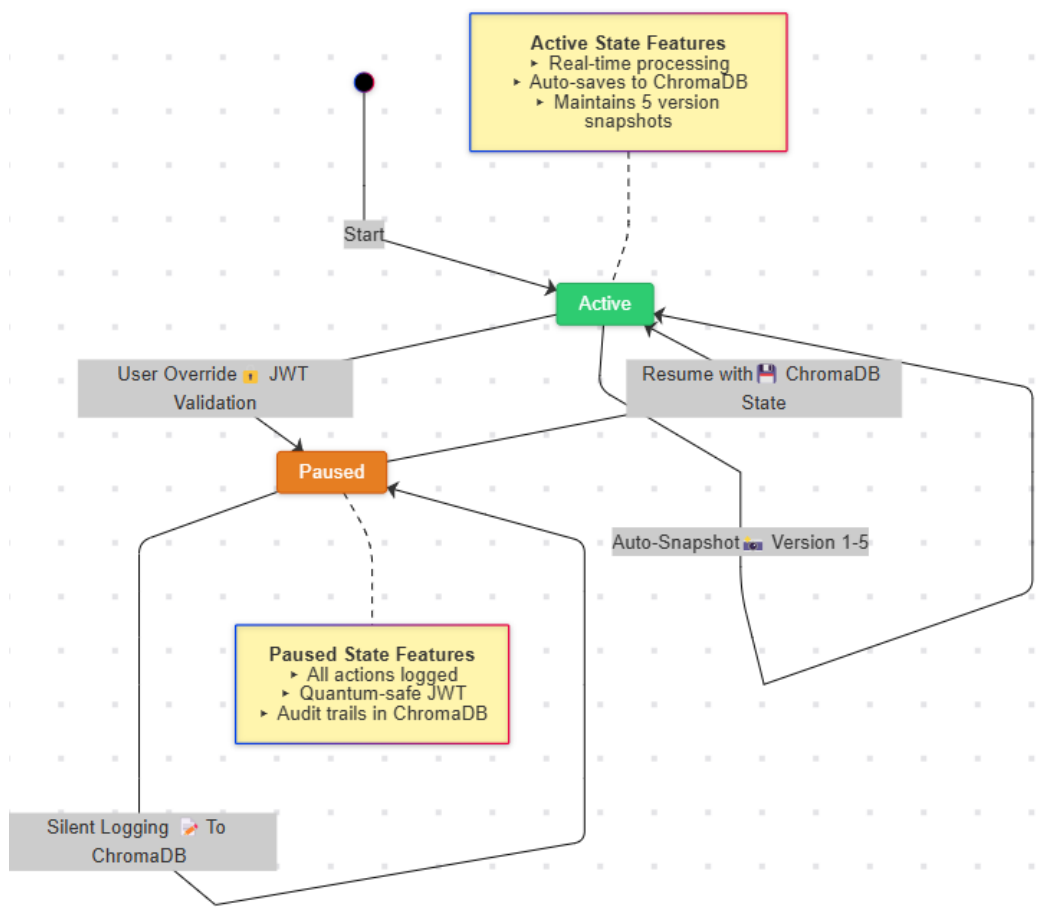 Active State Features
‣ Real-time processing
‣ Auto-saves to ChromaDB
‣ Maintains 5 version
snapshots
Start
Active
User Override 🔒 JWT
Validation
Resume with 💾 ChromaDB
State
Paused
Auto-Snapshot 📸 Version 1-5
Paused State Features
‣ All actions logged
‣ Quantum-safe JWT
‣ Audit trails in ChromaDB
Silent Logging 📝 To
ChromaDB